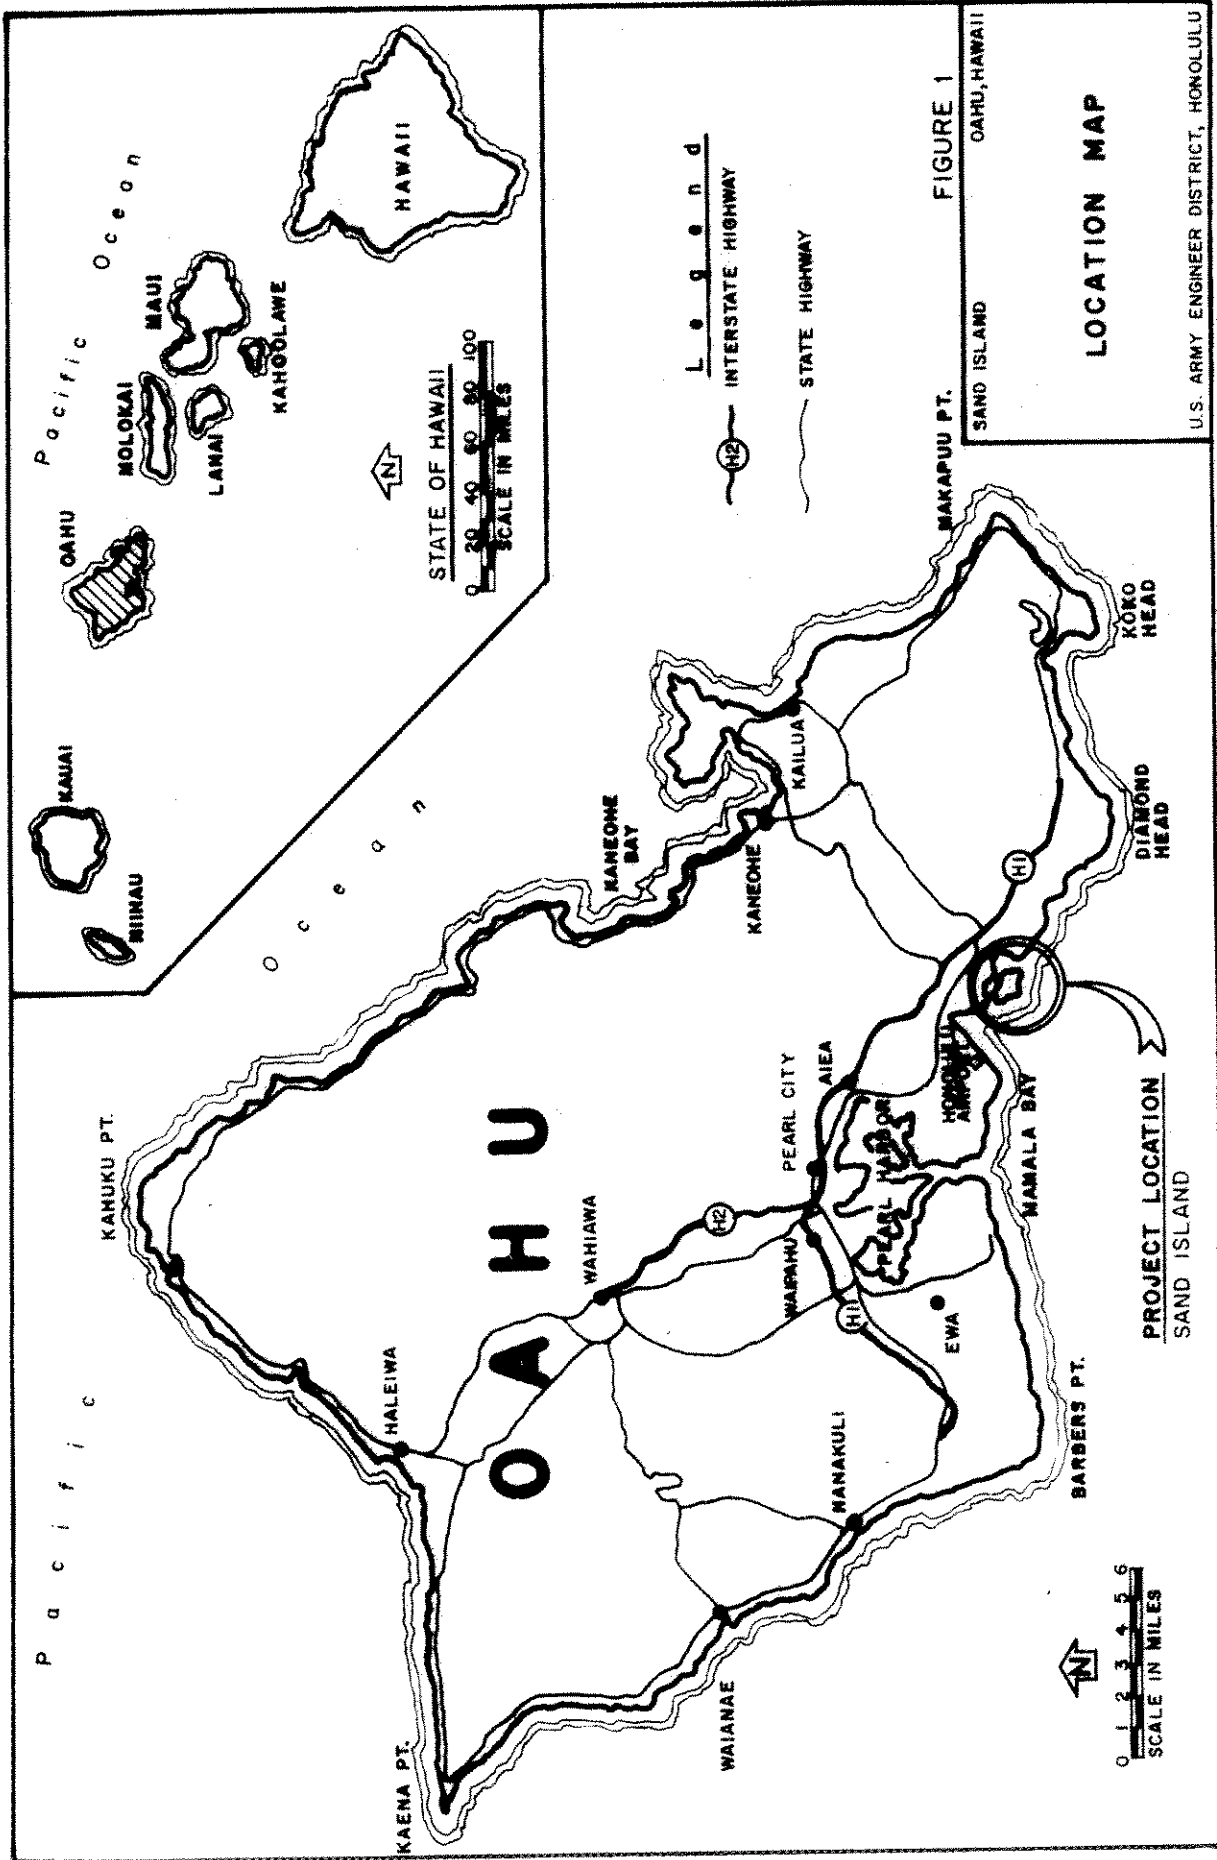 Pacific Ocean
KAUAI
NIIHAU
OAHU
MOLOKAI
LANAI
MAUI
KAHOOLAWE
HAWAII
N
STATE OF HAWAII
0 20 40 60 80 100
SCALE IN MILES
Legend
H2 INTERSTATE HIGHWAY
STATE HIGHWAY
Pacific Ocean
KAHUKU PT.
KAENA PT.
HALEIWA
OAHU
WAHIAWA
H2
KANEOHE
BAY
KANEOHE
KAILUA
MAKAPUU PT.
WAIANAE
NANAKULI
WAIPAHU
PEARL CITY
AIEA
H1
PEARL HARBOR
EWA
HONOLULU
AIRPORT
H1
BARBERS PT.
MAMALA BAY
DIAMOND
HEAD
KOKO
HEAD
PROJECT LOCATION
SAND ISLAND
N
0 1 2 3 4 5 6
SCALE IN MILES
FIGURE 1
SAND ISLAND OAHU, HAWAII
LOCATION MAP
U.S. ARMY ENGINEER DISTRICT, HONOLULU